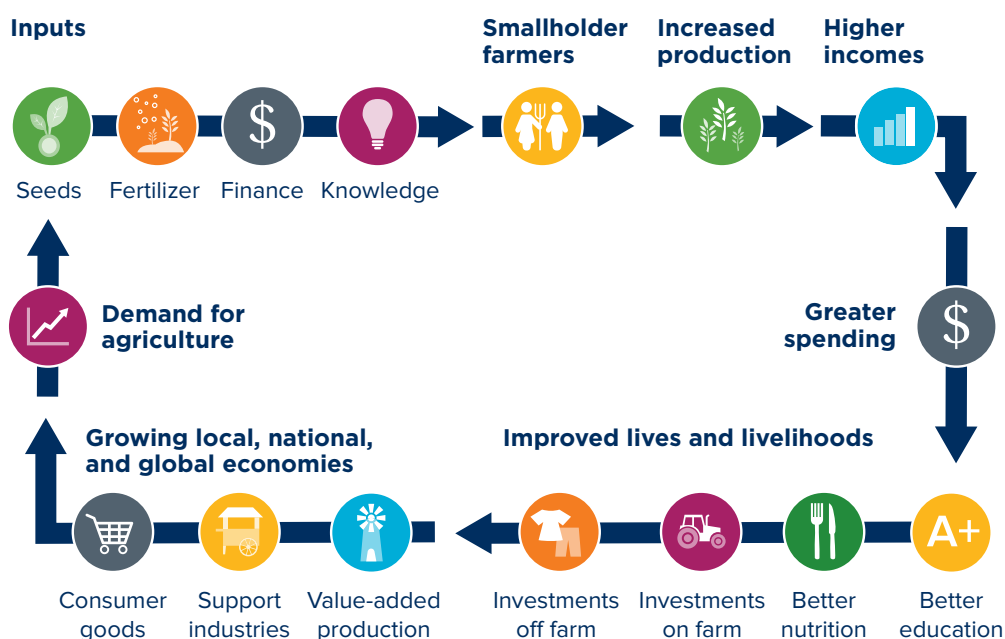 Inputs
Smallholder
farmers
Increased
production
Higher
incomes
$
Seeds
Fertilizer
Finance
Knowledge
Demand for
agriculture
Greater
spending
$
Growing local, national,
and global economies
Improved lives and livelihoods
A+
Consumer
goods
Support
industries
Value-added
production
Investments
off farm
Investments
on farm
Better
nutrition
Better
education